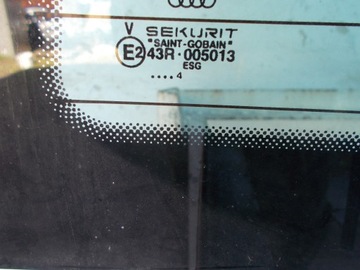 V SEKURIT
"SAINT-GOBAIN"
E2 43R-005013
ESG
....4